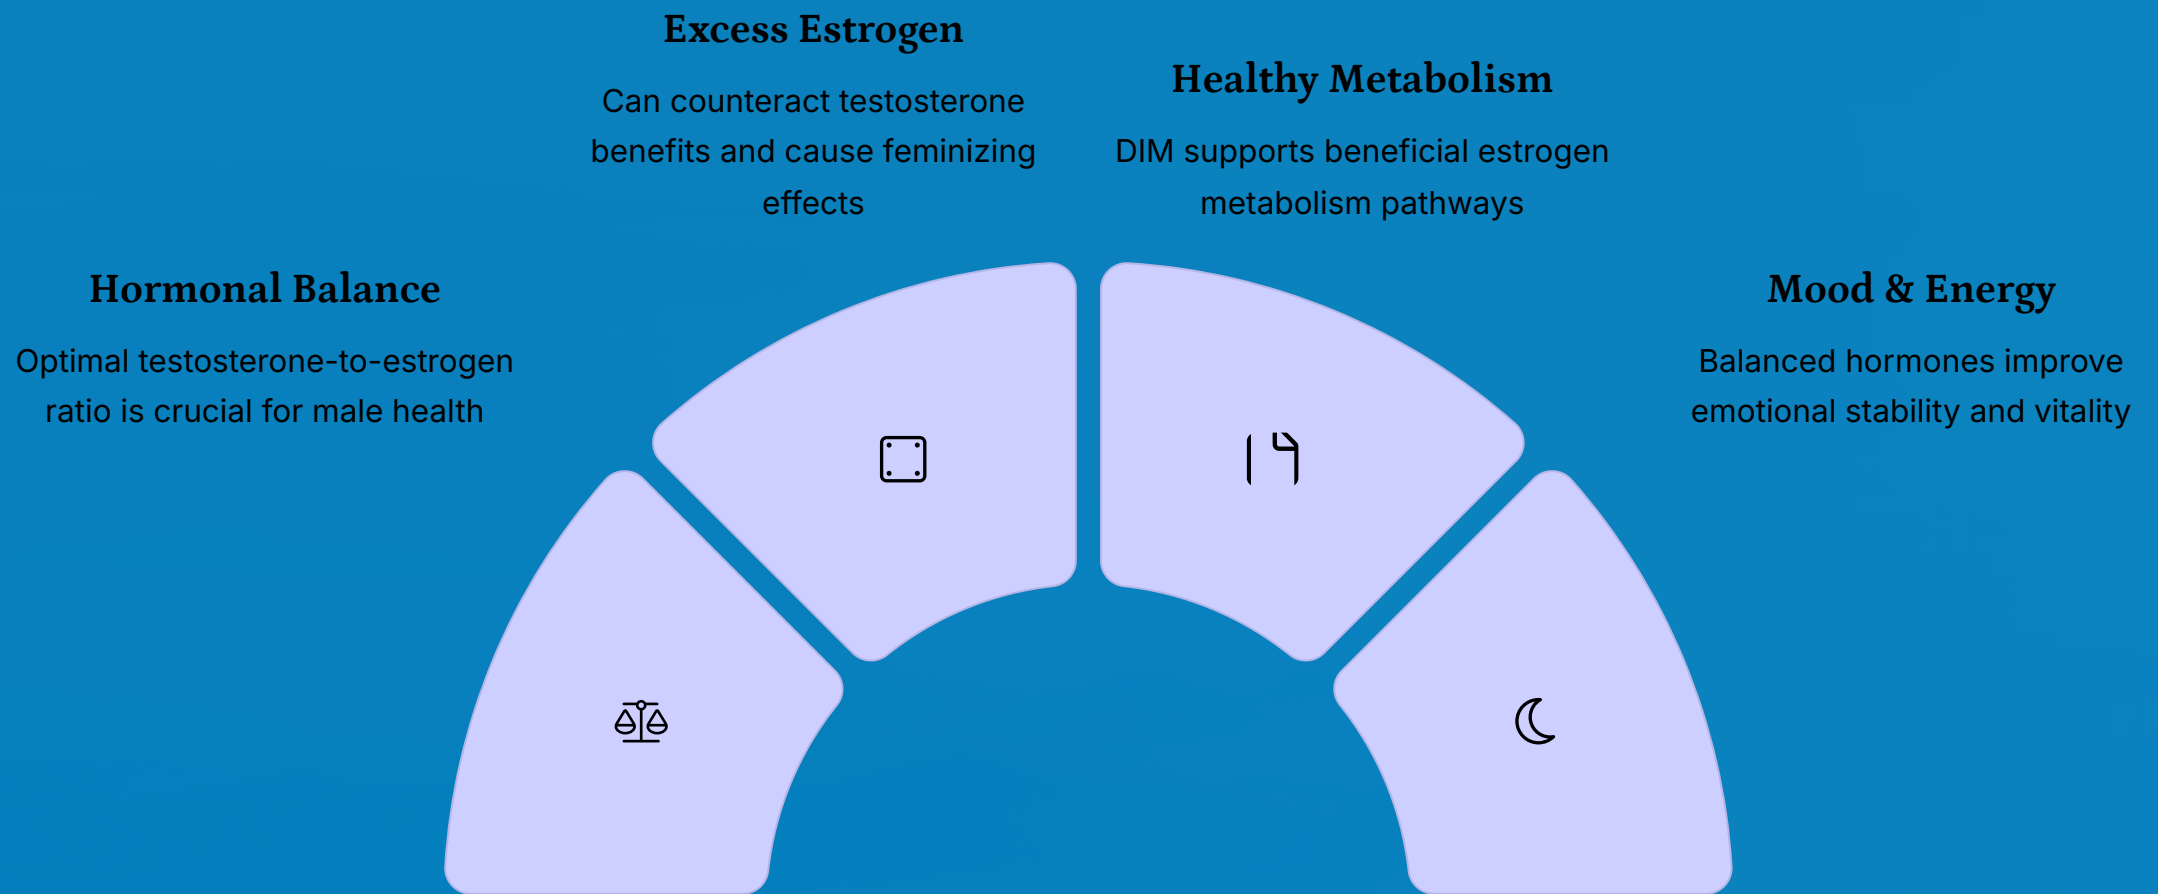 Excess Estrogen
Can counteract testosterone
benefits and cause feminizing
effects
Healthy Metabolism
DIM supports beneficial estrogen
metabolism pathways
Hormonal Balance
Optimal testosterone-to-estrogen
ratio is crucial for male health
Mood & Energy
Balanced hormones improve
emotional stability and vitality